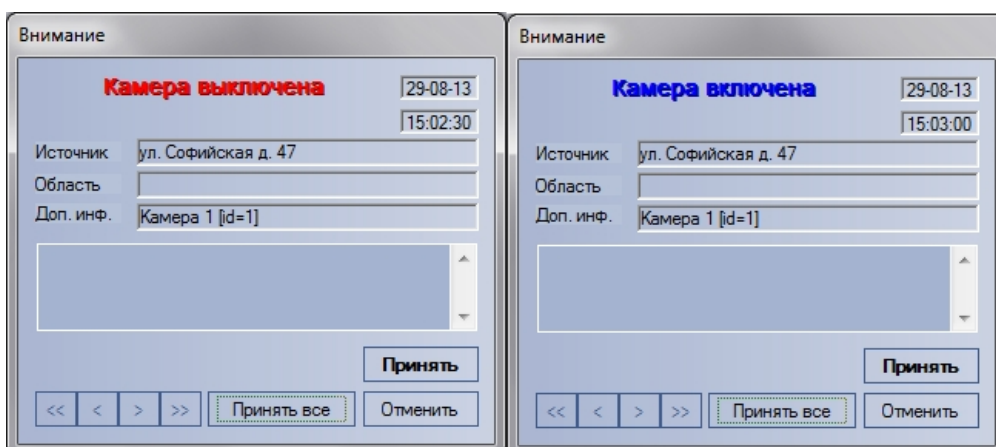 Внимание
Камера выключена
29-08-13
15:02:30
Источник ул. Софийская д. 47
Область
Доп. инф. Камера 1 [id=1]
Принять
<< < > >> Принять все Отменить
Внимание
Камера включена
29-08-13
15:03:00
Источник ул. Софийская д. 47
Область
Доп. инф. Камера 1 [id=1]
Принять
<< < > >> Принять все Отменить